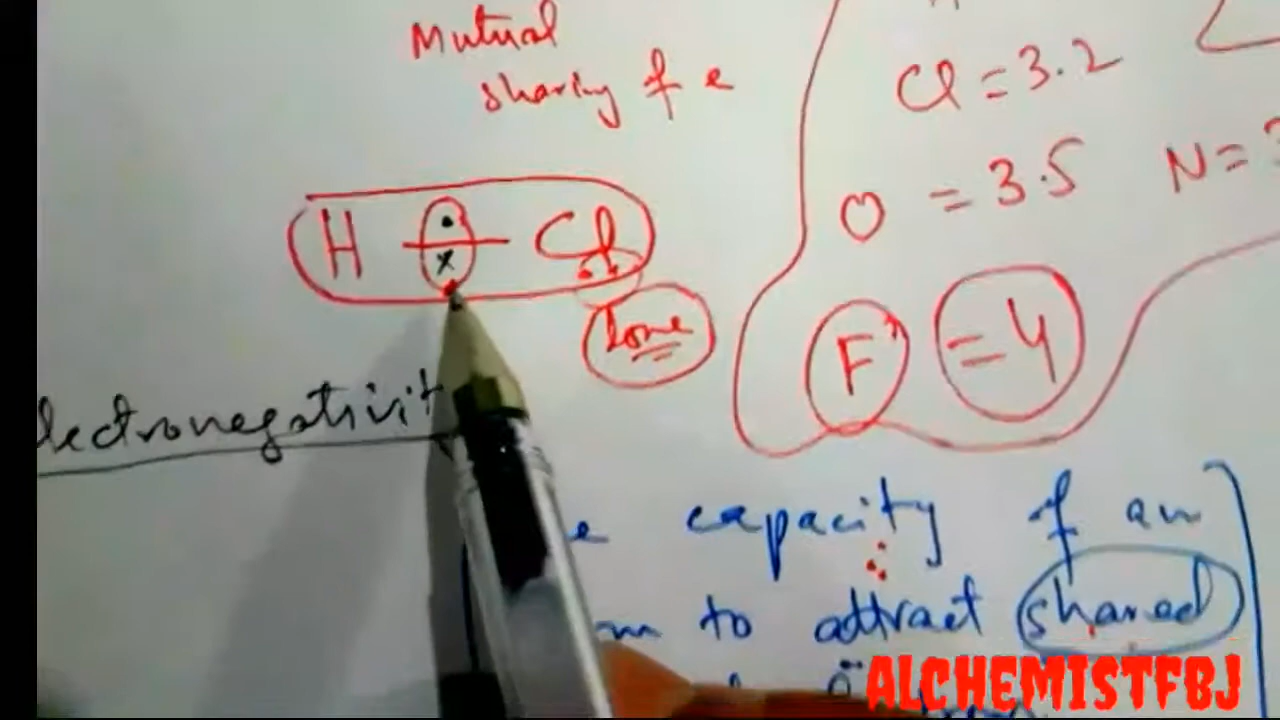 Mutual
sharing of e
Cl = 3.2
O = 3.5 N =
H Cl
lone
F = 4
lectronegativit
e capacity of an
m to attract shared
ALCHEMISTFBJ